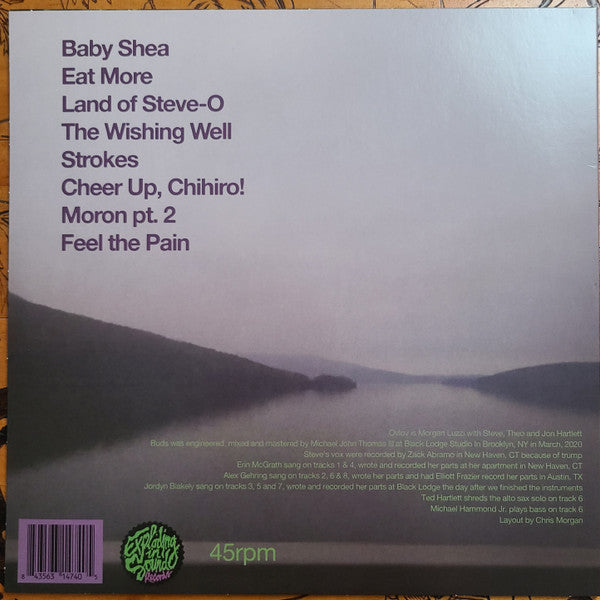 Baby Shea
Eat More
Land of Steve-O
The Wishing Well
Strokes
Cheer Up, Chihiro!
Moron pt. 2
Feel the Pain
Ovlov is Morgan Luzzi with Steve, Theo and Jon Hartlett
Buds was engineered, mixed and mastered by Michael John Thomas III at Black Lodge Studio in Brooklyn, NY in March, 2020
Steve's vox were recorded by Zack Abramo in New Haven, CT because of trump
Erin McGrath sang on tracks 1 & 4, wrote and recorded her parts at her apartment in New Haven, CT
Alex Gehring sang on tracks 2, 6 & 8, wrote her parts and had Elliott Frazier record her parts in Austin, TX
Jordyn Blakely sang on tracks 3, 5 and 7, wrote and recorded her parts at Black Lodge the day after we finished the instruments
Ted Hartlett shreds the alto sax solo on track 6
Michael Hammond Jr. plays bass on 6
Layout by Chris Morgan
Exploding
in
Sound
Records
45rpm
8 43563 14740 5